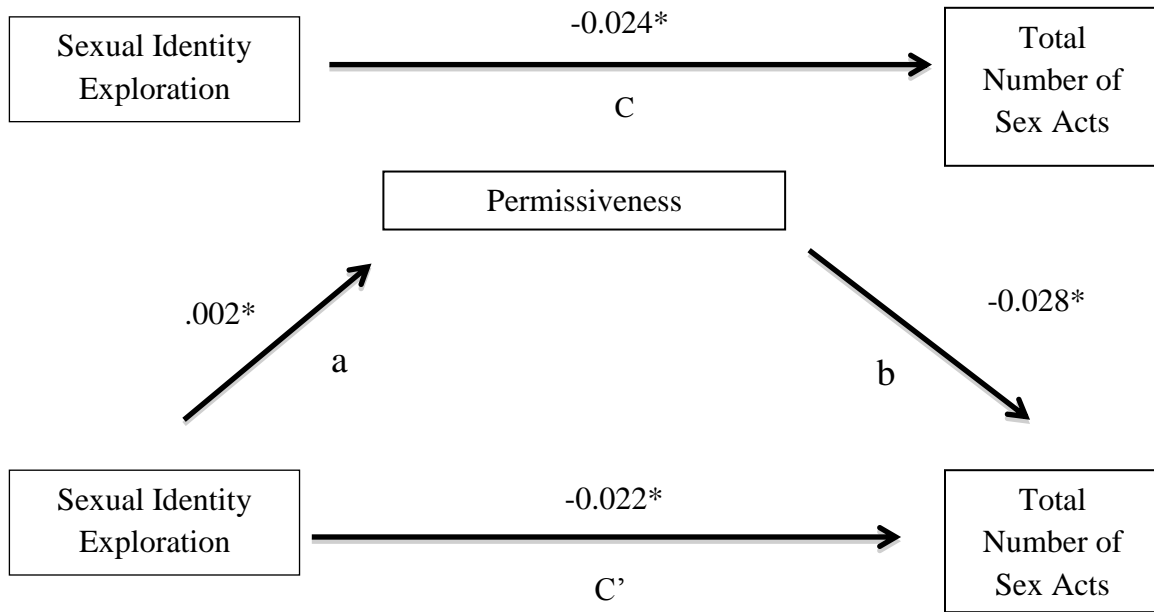 -0.024*
Sexual Identity
Exploration
Total
Number of
Sex Acts
C
Permissiveness
.002*
-0.028*
a
b
Sexual Identity
Exploration
-0.022*
Total
Number of
Sex Acts
C’